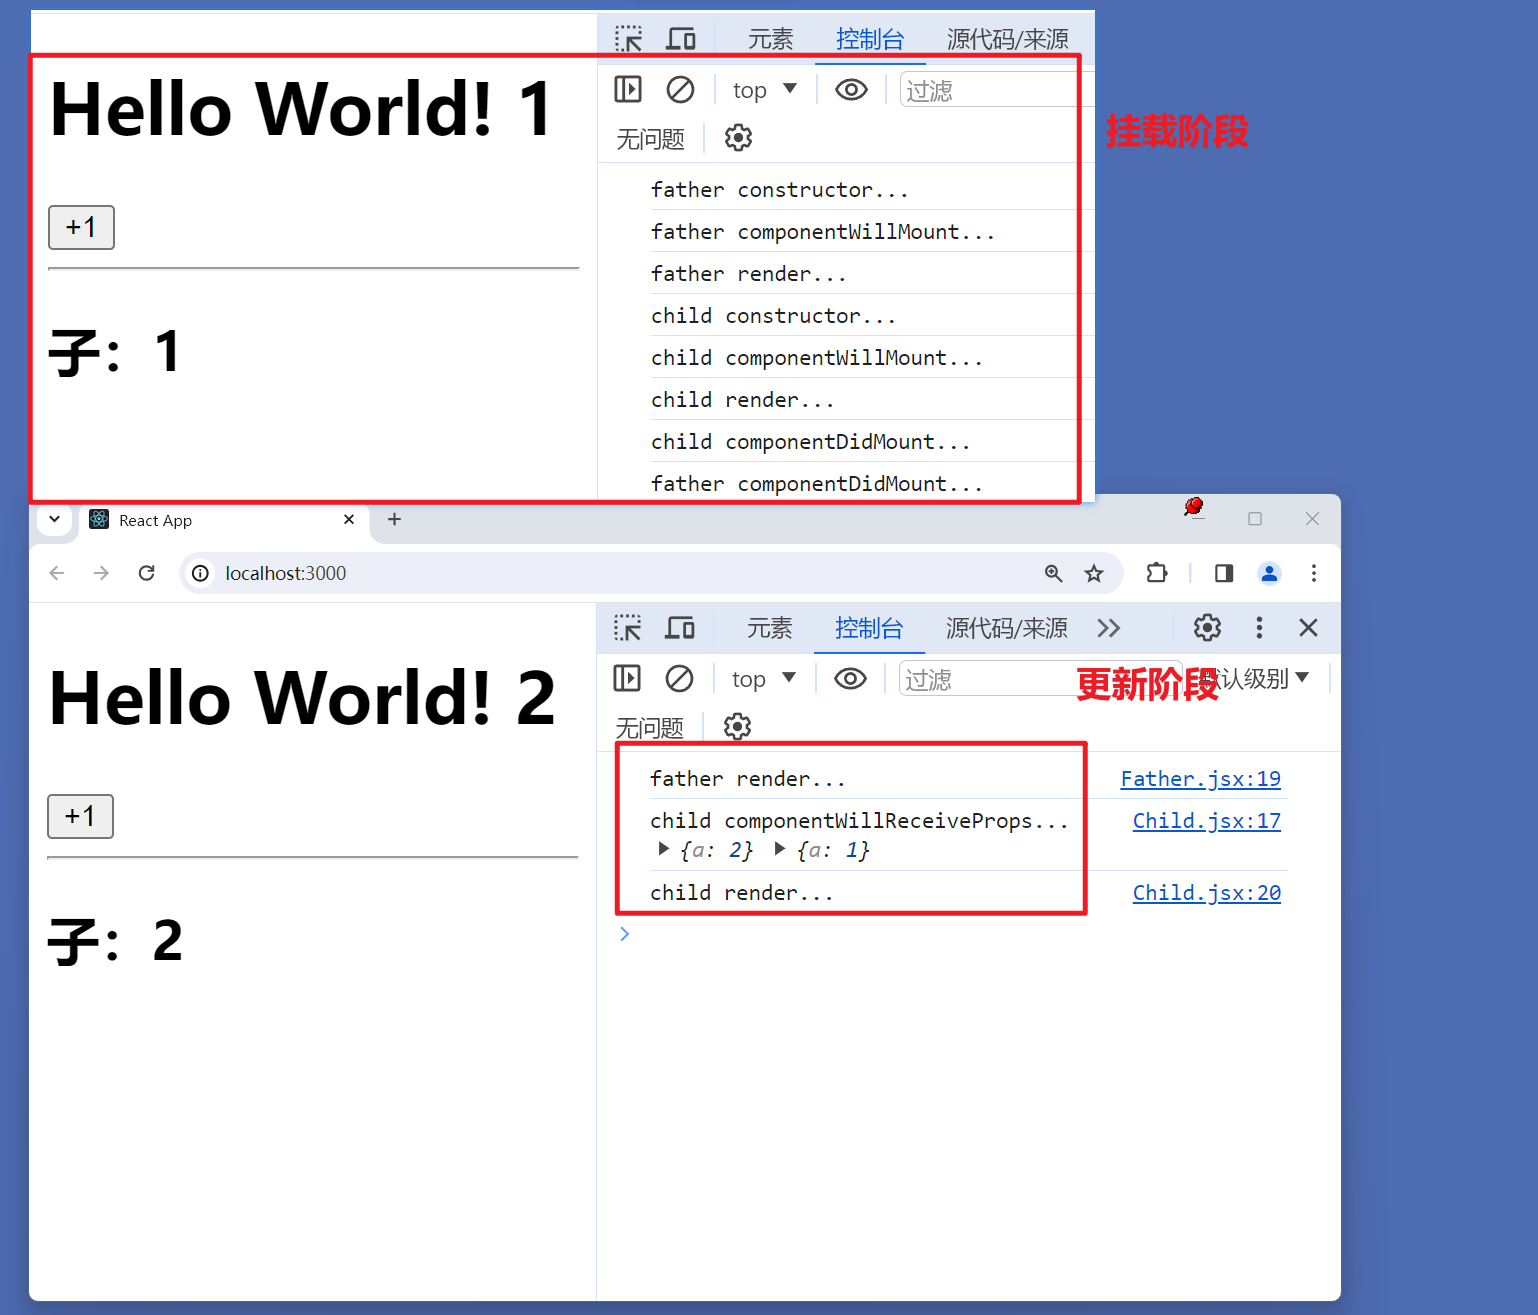 元素 控制台 源代码/来源
Hello World! 1
top 过滤
挂载阶段
无问题
father constructor...
+1
father componentWillMount...
father render...
child constructor...
子：1
child componentWillMount...
child render...
child componentDidMount...
father componentDidMount...
React App
localhost:3000
元素 控制台 源代码/来源
Hello World! 2
top 过滤 更新阶段 认级别
无问题
father render... Father.jsx:19
+1
child componentWillReceiveProps... Child.jsx:17
{a: 2} {a: 1}
child render... Child.jsx:20
子：2